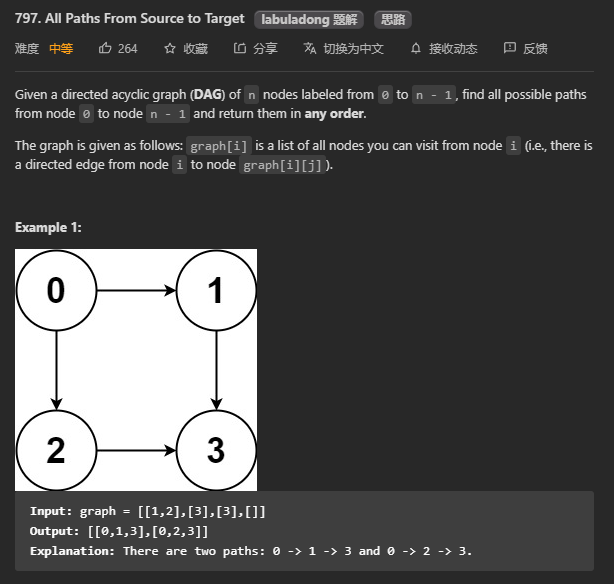 797. All Paths From Source to Target labuladong 题解 思路
难度 中等 264 收藏 分享 切换为中文 接收动态 反馈
Given a directed acyclic graph (DAG) of n nodes labeled from 0 to n - 1, find all possible paths
from node 0 to node n - 1 and return them in any order.
The graph is given as follows: graph[i] is a list of all nodes you can visit from node i (i.e., there is
a directed edge from node i to node graph[i][j]).
Example 1:
0 1
2 3
Input: graph = [[1,2],[3],[3],[]]
Output: [[0,1,3],[0,2,3]]
Explanation: There are two paths: 0 -> 1 -> 3 and 0 -> 2 -> 3.